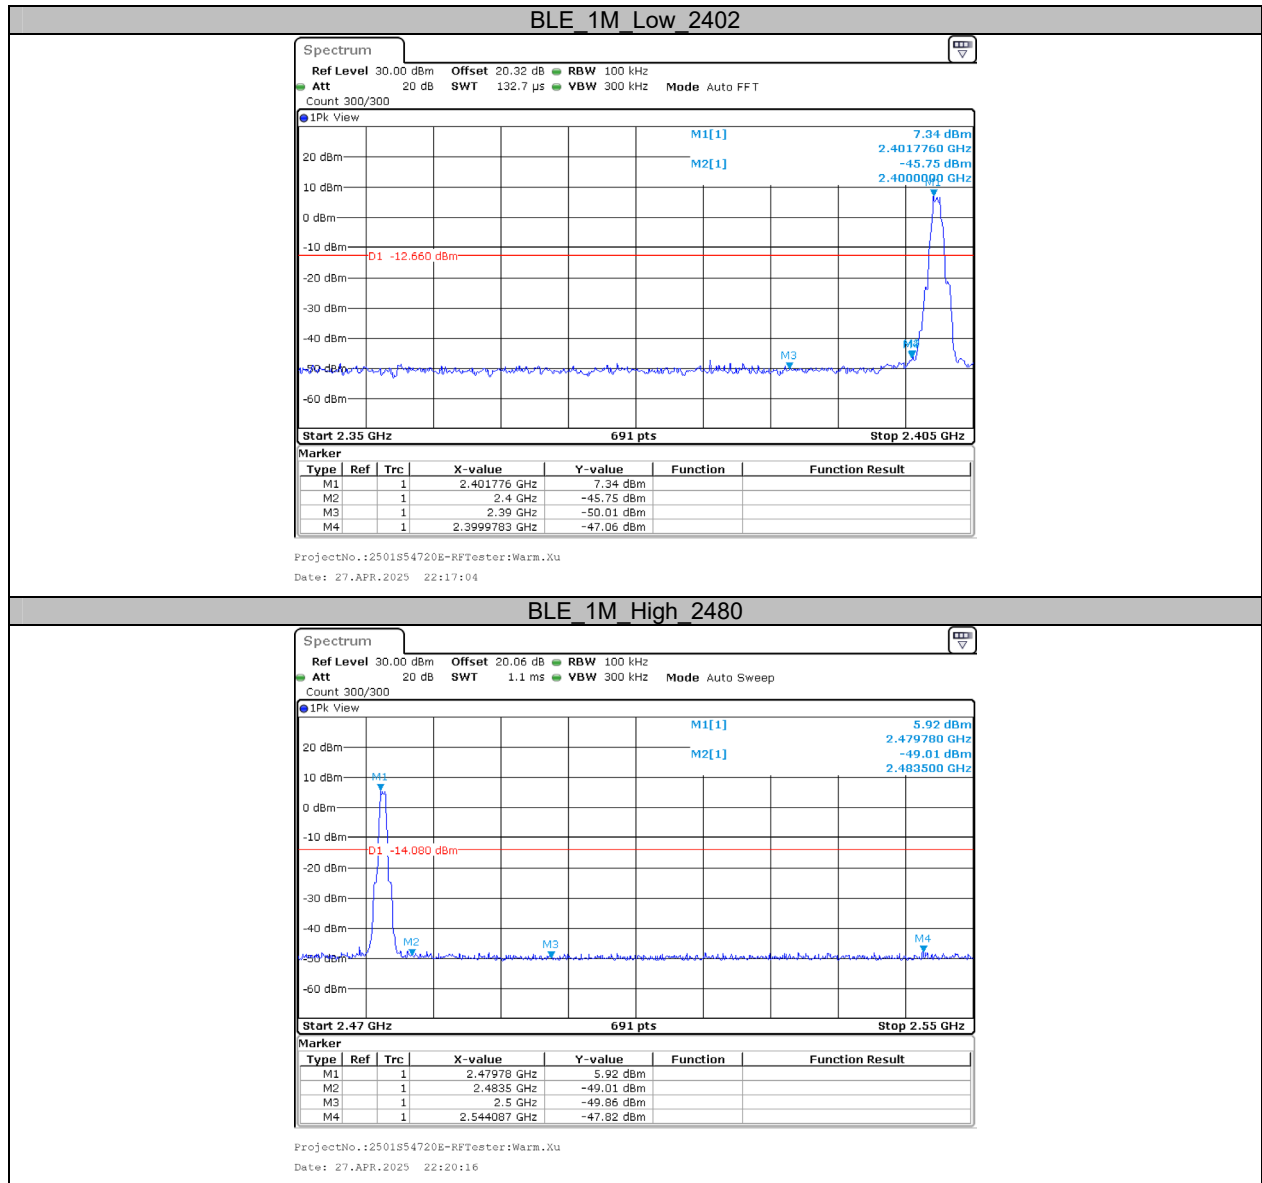 BLE_1M_Low_2402
Spectrum
Ref Level 30.00 dBm Offset 20.32 dB RBW 100 kHz
Att 20 dB SWT 132.7 µs VBW 300 kHz Mode Auto FFT
Count 300/300
1Pk View
M1[1] 7.34 dBm
2.4017760 GHz
20 dBm
M2[1] -45.75 dBm
2.4000000 GHz
10 dBm
M1
0 dBm
-10 dBm
D1 -12.660 dBm
-20 dBm
-30 dBm
-40 dBm
M3
-50 dBm
-60 dBm
Start 2.35 GHz 691 pts Stop 2.405 GHz
Marker
Type Ref Trc X-value Y-value Function Function Result
M1 1 2.401776 GHz 7.34 dBm
M2 1 2.4 GHz -45.75 dBm
M3 1 2.39 GHz -50.01 dBm
M4 1 2.3999783 GHz -47.06 dBm
ProjectNo.:2501S54720E-RFTester:Warm.Xu
Date: 27.APR.2025 22:17:04
BLE_1M_High_2480
Spectrum
Ref Level 30.00 dBm Offset 20.06 dB RBW 100 kHz
Att 20 dB SWT 1.1 ms VBW 300 kHz Mode Auto Sweep
Count 300/300
1Pk View
M1[1] 5.92 dBm
2.479780 GHz
20 dBm
M2[1] -49.01 dBm
2.483500 GHz
10 dBm
M1
0 dBm
-10 dBm
D1 -14.080 dBm
-20 dBm
-30 dBm
-40 dBm
M2 M3 M4
-50 dBm
-60 dBm
Start 2.47 GHz 691 pts Stop 2.55 GHz
Marker
Type Ref Trc X-value Y-value Function Function Result
M1 1 2.47978 GHz 5.92 dBm
M2 1 2.4835 GHz -49.01 dBm
M3 1 2.5 GHz -49.86 dBm
M4 1 2.544087 GHz -47.82 dBm
ProjectNo.:2501S54720E-RFTester:Warm.Xu
Date: 27.APR.2025 22:20:16